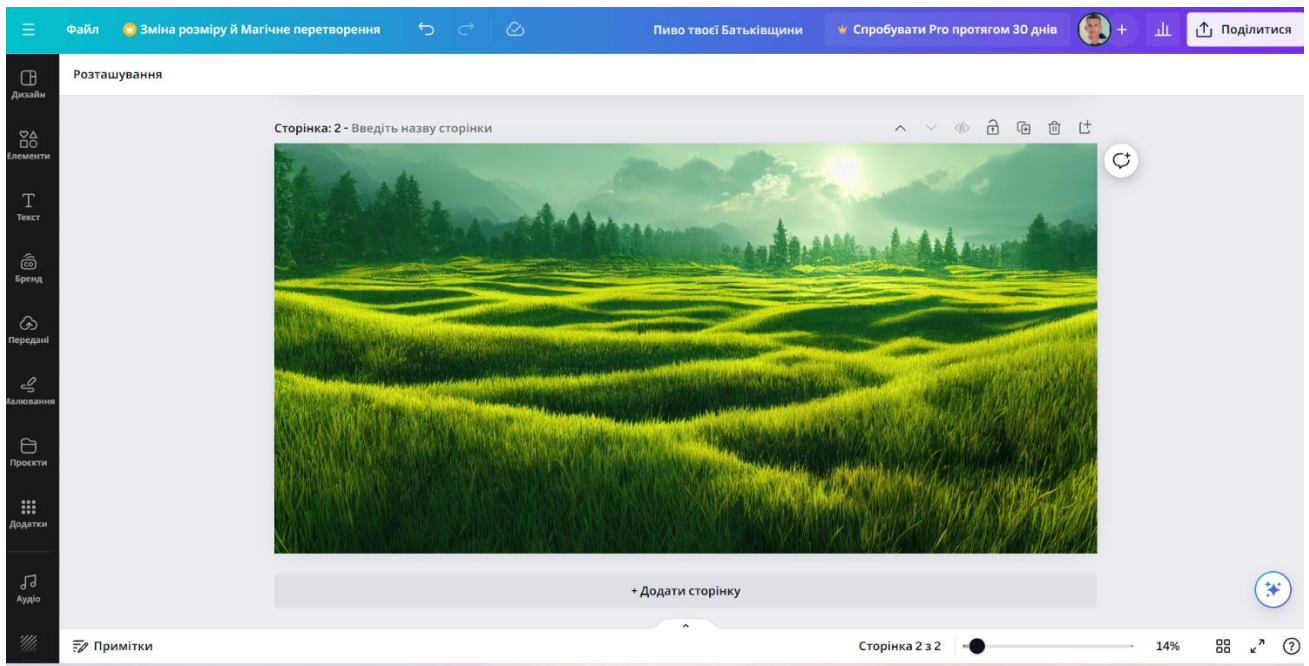 Файл
Зміна розміру й Магічне перетворення
Пиво твоєї Батьківщини
Спробувати Pro протягом 30 днів
Поділитися
Розташування
Дизайн
Елементи
Текст
Бренд
Передані
Малювання
Проєкти
Додатки
Аудіо
Сторінка: 2 - Введіть назву сторінки
+ Додати сторінку
Примітки
Сторінка 2 з 2
14%